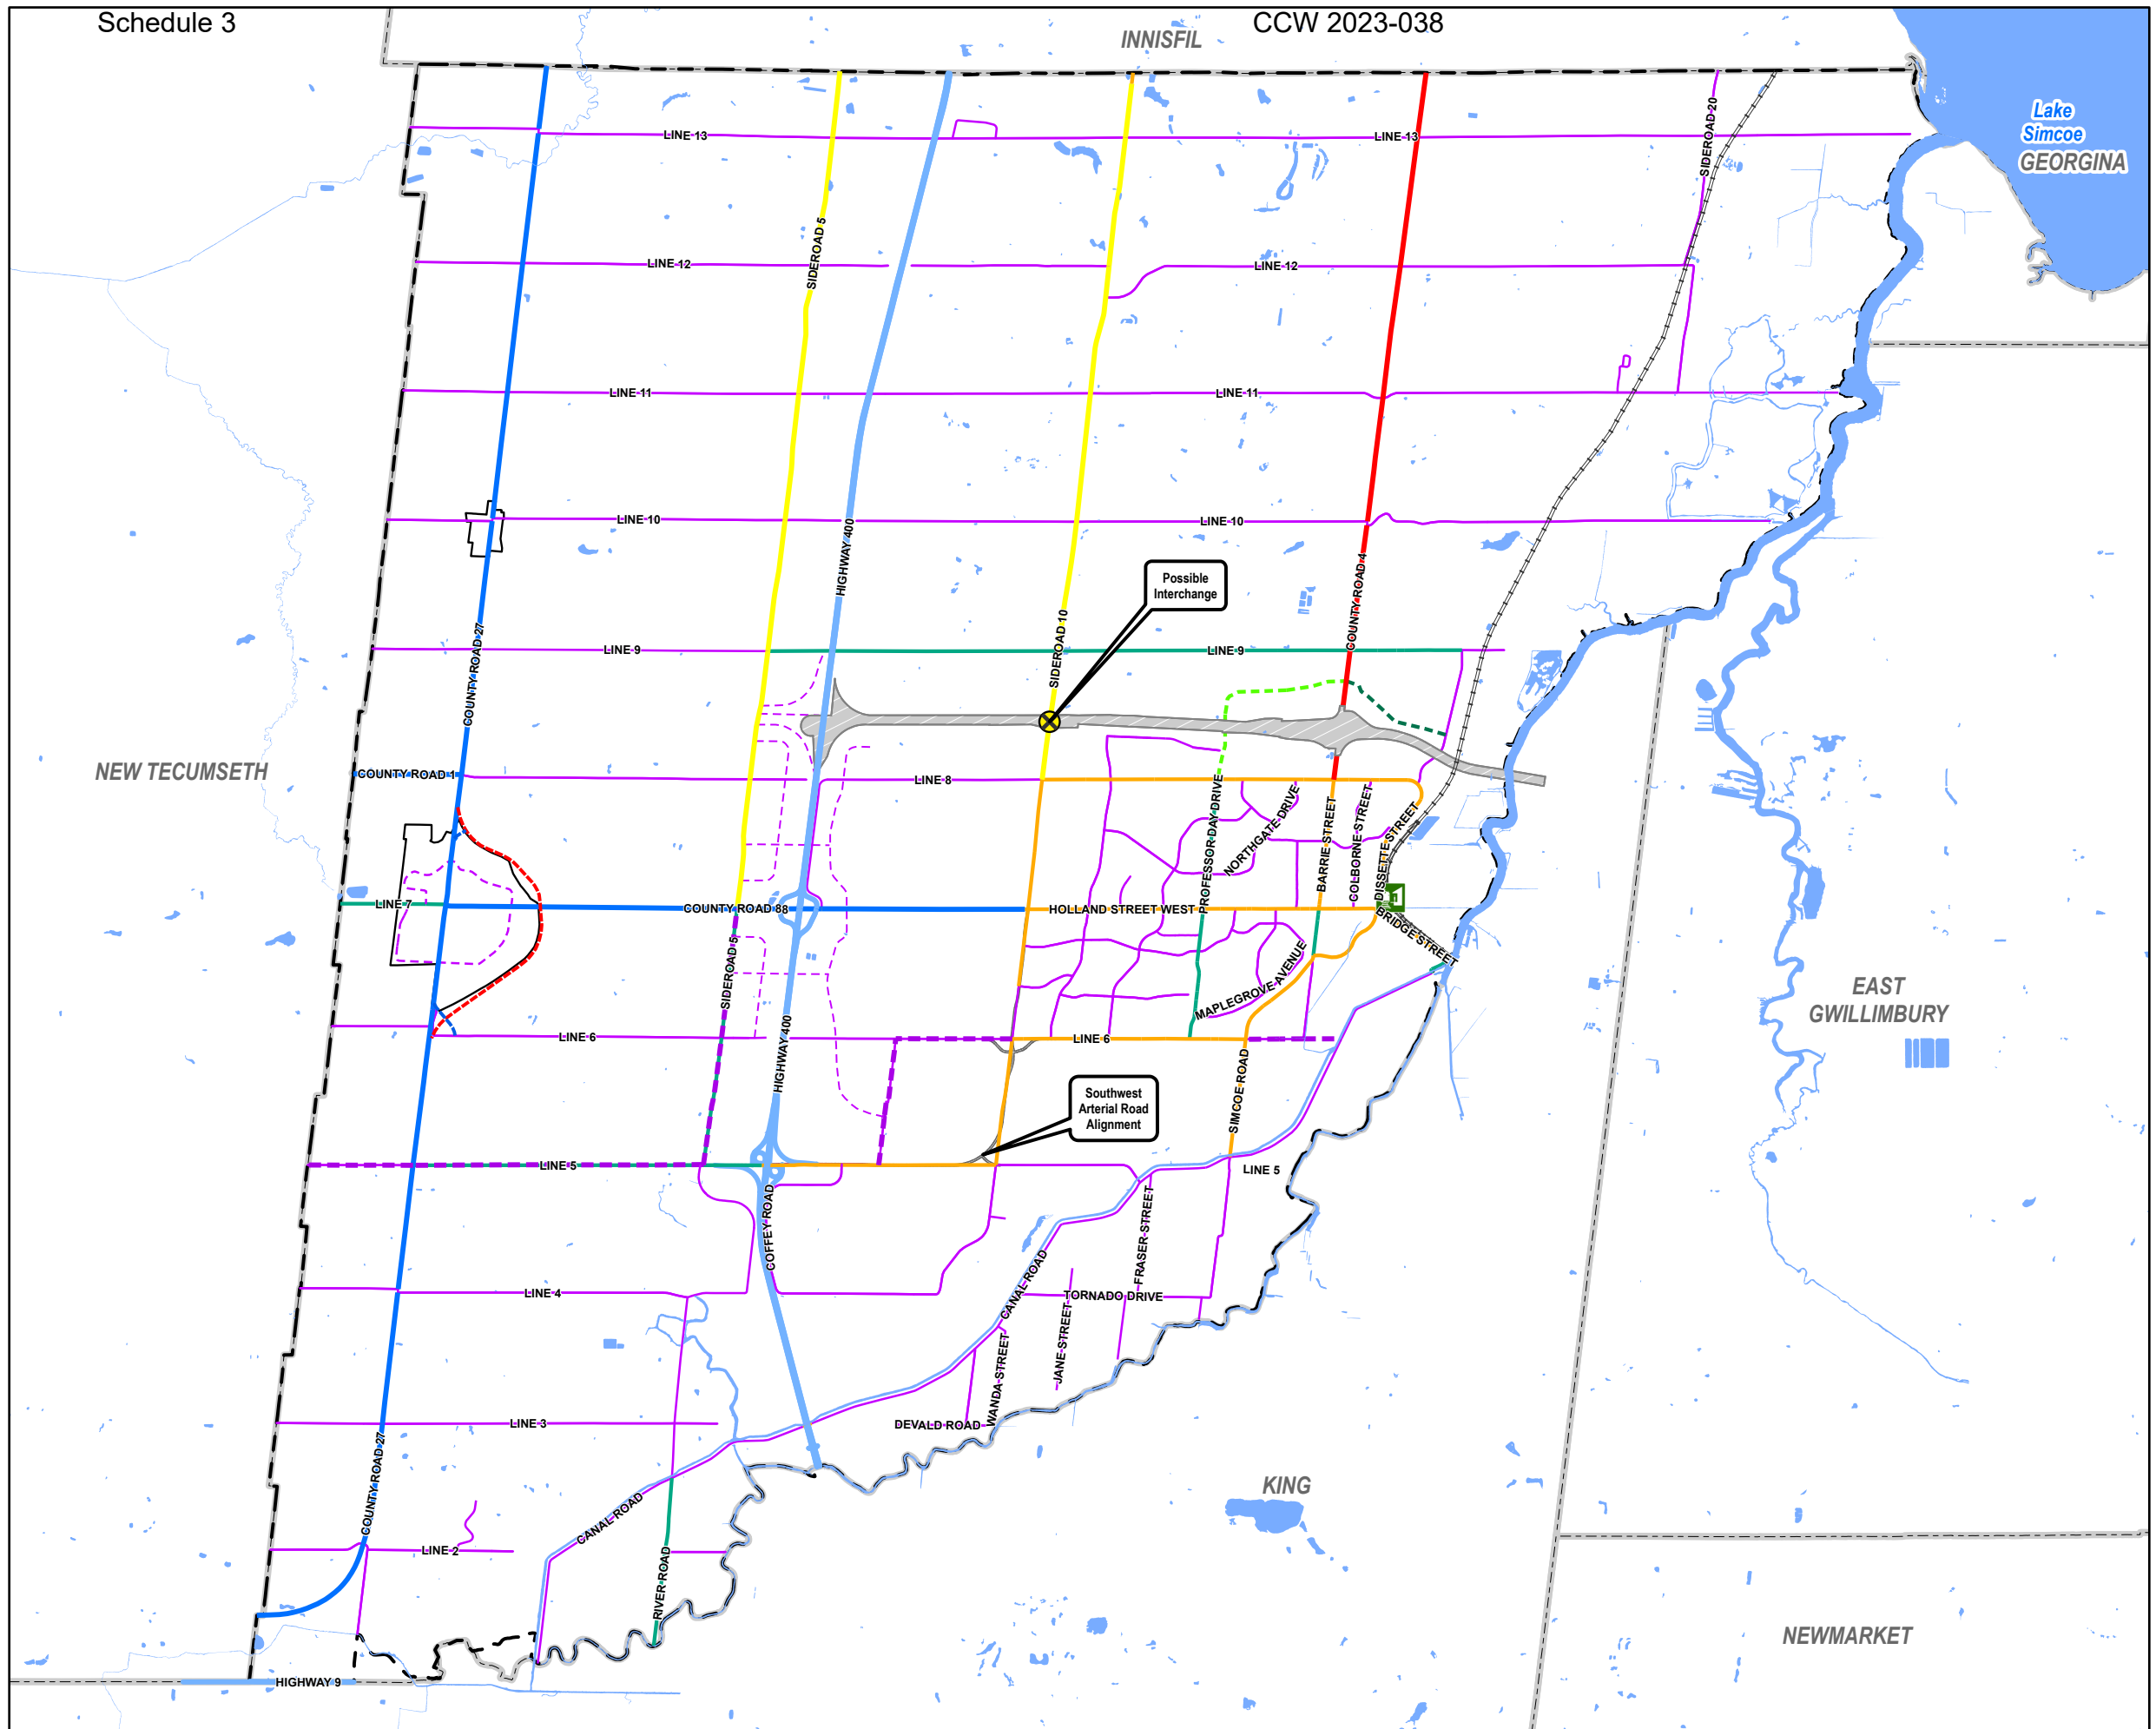 Schedule 3
CCW 2023-038
INNISFIL
Lake
Simcoe
GEORGINA
LINE 13
LINE 13
SIDEROAD 20
SIDEROAD 5
LINE 12
LINE 12
LINE 11
LINE 11
LINE 10
LINE 10
HIGHWAY 400
Possible
Interchange
COUNTY ROAD 4
SIDEROAD 10
COUNTY ROAD 27
LINE 9
LINE 9
NEW TECUMSETH
COUNTY ROAD 1
LINE 8
PROFESSOR DAY DRIVE
NORTHGATE DRIVE
BARRIE STREET
COLBORNE STREET
DISSETTE STREET
LINE 7
COUNTY ROAD 88
HOLLAND STREET WEST
BRIDGE STREET
SIDEROAD 5
MAPLEGROVE AVENUE
EAST
GWILLIMBURY
LINE 6
LINE 6
HIGHWAY 400
SIMCOE ROAD
Southwest
Arterial Road
Alignment
LINE 5
LINE 5
COFFEY ROAD
FRASER STREET
CANAL ROAD
LINE 4
TORNADO DRIVE
JANE STREET
WANDA STREET
LINE 3
DEVALD ROAD
COUNTY ROAD 27
KING
CANAL ROAD
LINE 2
RIVER ROAD
NEWMARKET
HIGHWAY 9